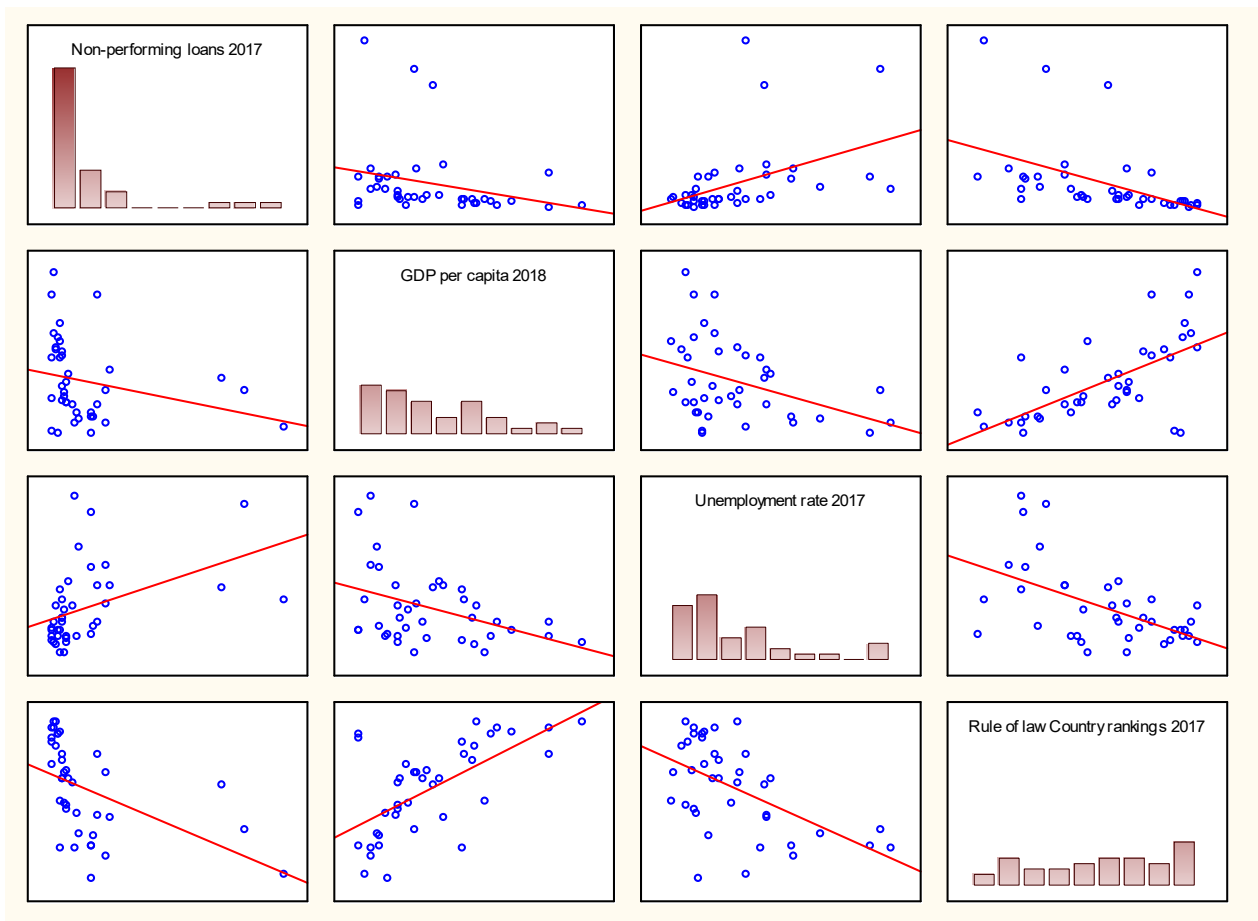 Non-performing loans 2017
GDP per capita 2018
Unemployment rate 2017
Rule of law Country rankings 2017